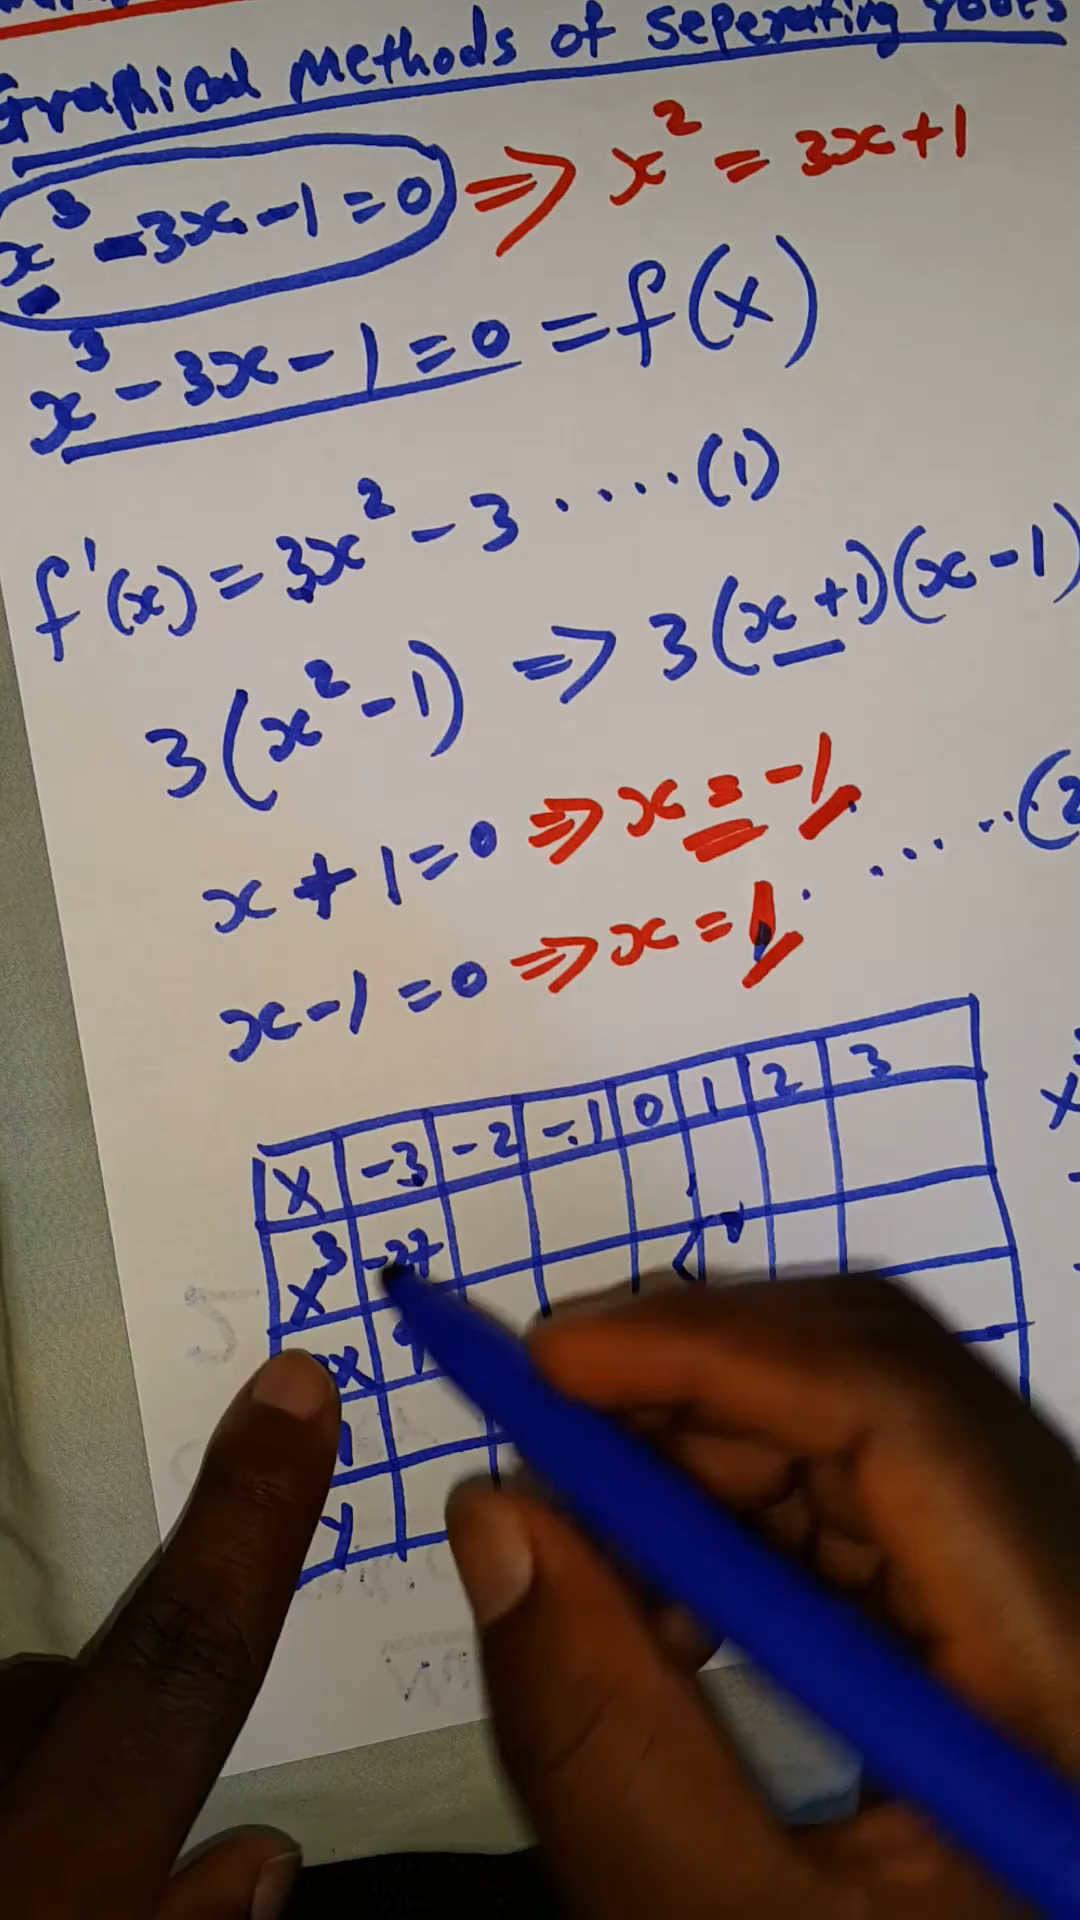 Graphical Methods of seperating roots
x³ - 3x - 1 = 0 ⇒ x² = 3x + 1
x³ - 3x - 1 = 0 = f(x)
f'(x) = 3x² - 3 ..... (1)
3(x² - 1) ⇒ 3(x + 1)(x - 1)
x + 1 = 0 ⇒ x = -1
..... (2
x - 1 = 0 ⇒ x = 1
x -3 -2 -1 0 1 2 3
x³ -27
x 9
1
y